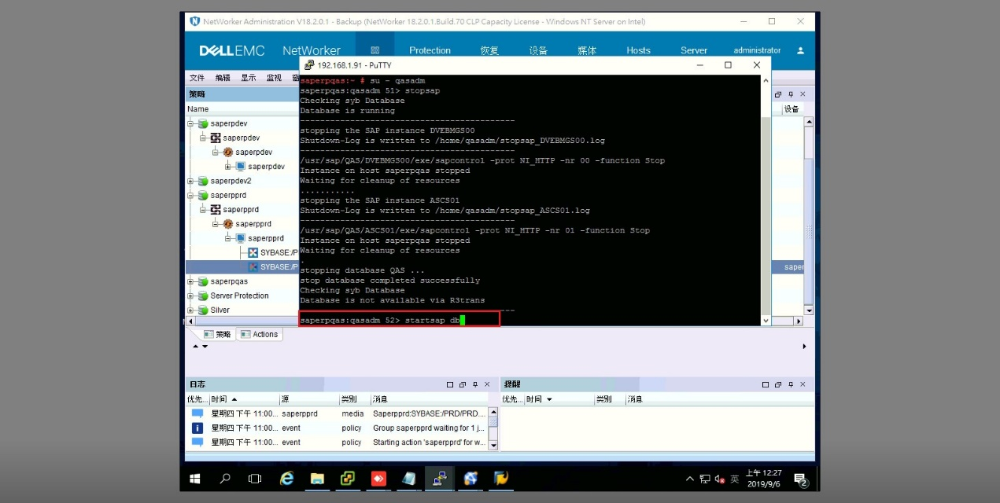 NetWorker Administration V18.2.0.1 - Backup (NetWorker 18.2.0.1.Build.70 CLP Capacity License - Windows NT Server on Intel)
DELLEMC NetWorker Protection 恢复 设备 媒体 Hosts Server administrator
192.168.1.91 - PuTTY
文件 编辑 显示 监视
策略
Name
设备
saperpdev
saperpdev
saperpdev
saperpdev
saperpdev2
saperpprd
saperpprd
saperpprd
saperpprd
SYBASE:/P
SYBASE:/P
saper
saperpqas
Server Protection
Silver
saperpqas:~ # su - qasadm
saperpqas:qasadm 51> stopsap
Checking syb Database
Database is running
-------------------------------------------
stopping the SAP instance DVEBMGS00
Shutdown-Log is written to /home/qasadm/stopsap_DVEBMGS00.log
-------------------------------------------
/usr/sap/QAS/DVEBMGS00/exe/sapcontrol -prot NI_HTTP -nr 00 -function Stop
Instance on host saperpqas stopped
Waiting for cleanup of resources
...........
stopping the SAP instance ASCS01
Shutdown-Log is written to /home/qasadm/stopsap_ASCS01.log
-------------------------------------------
/usr/sap/QAS/ASCS01/exe/sapcontrol -prot NI_HTTP -nr 01 -function Stop
Instance on host saperpqas stopped
Waiting for cleanup of resources
.
stopping database QAS ...
stop database completed successfully
Checking syb Database
Database is not available via R3trans
-------------------------------------------
saperpqas:qasadm 52> startsap db
策略 Actions
日志
优先... 时间 源 类别 消息
星期四 下午 11:00... saperpprd media Saperpprd:SYBASE:/PRD/PRD....
星期四 下午 11:00... event policy Group saperpprd waiting for 1 j...
星期四 下午 11:00... event policy Starting action 'saperpprd' for w...
提醒
优先... 时间 类别 消息
英
上午 12:27
2019/9/6
2